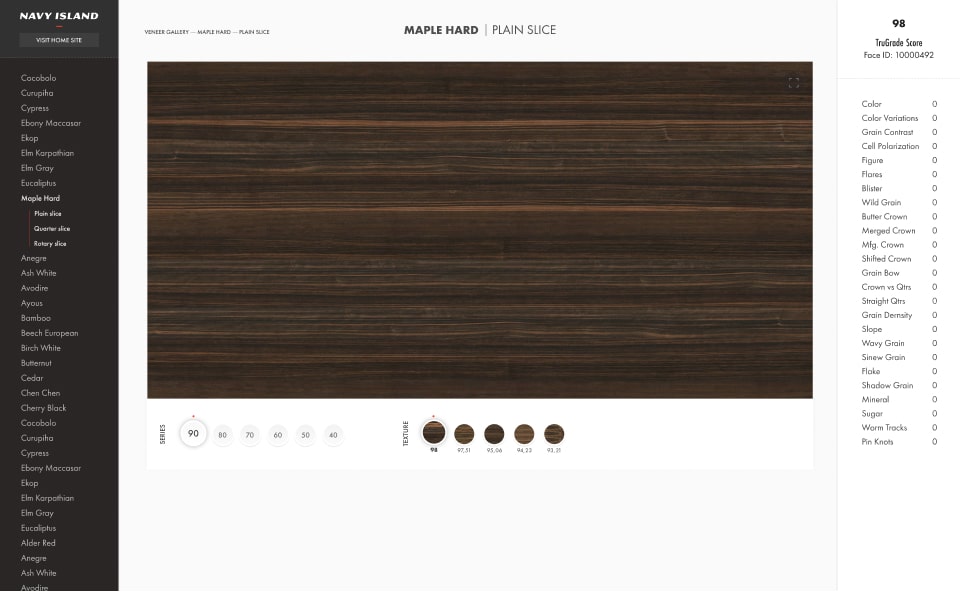 NAVY ISLAND
VISIT HOME SITE
Cocobolo
Curupiha
Cypress
Ebony Maccasar
Ekop
Elm Karpathian
Elm Gray
Eucaliptus
Maple Hard
Plain slice
Quarter slice
Rotary slice
Anegre
Ash White
Avodire
Ayous
Bamboo
Beech European
Birch White
Butternut
Cedar
Chen Chen
Cherry Black
Cocobolo
Curupiha
Cypress
Ebony Maccasar
Ekop
Elm Karpathian
Elm Gray
Eucaliptus
Alder Red
Anegre
Ash White
Avodire
VENEER GALLERY — MAPLE HARD — PLAIN SLICE
MAPLE HARD | PLAIN SLICE
SERIES
90 80 70 60 50 40
TEXTURE
98 97,51 95,06 94,23 93,21
98
TruGrade Score
Face ID: 10000492
Color 0
Color Variations 0
Grain Contrast 0
Cell Polarization 0
Figure 0
Flares 0
Blister 0
Wild Grain 0
Butter Crown 0
Merged Crown 0
Mfg. Crown 0
Shifted Crown 0
Grain Bow 0
Crown vs Qtrs 0
Straight Qtrs 0
Grain Dernsity 0
Slope 0
Wavy Grain 0
Sinew Grain 0
Flake 0
Shadow Grain 0
Mineral 0
Sugar 0
Worm Tracks 0
Pin Knots 0